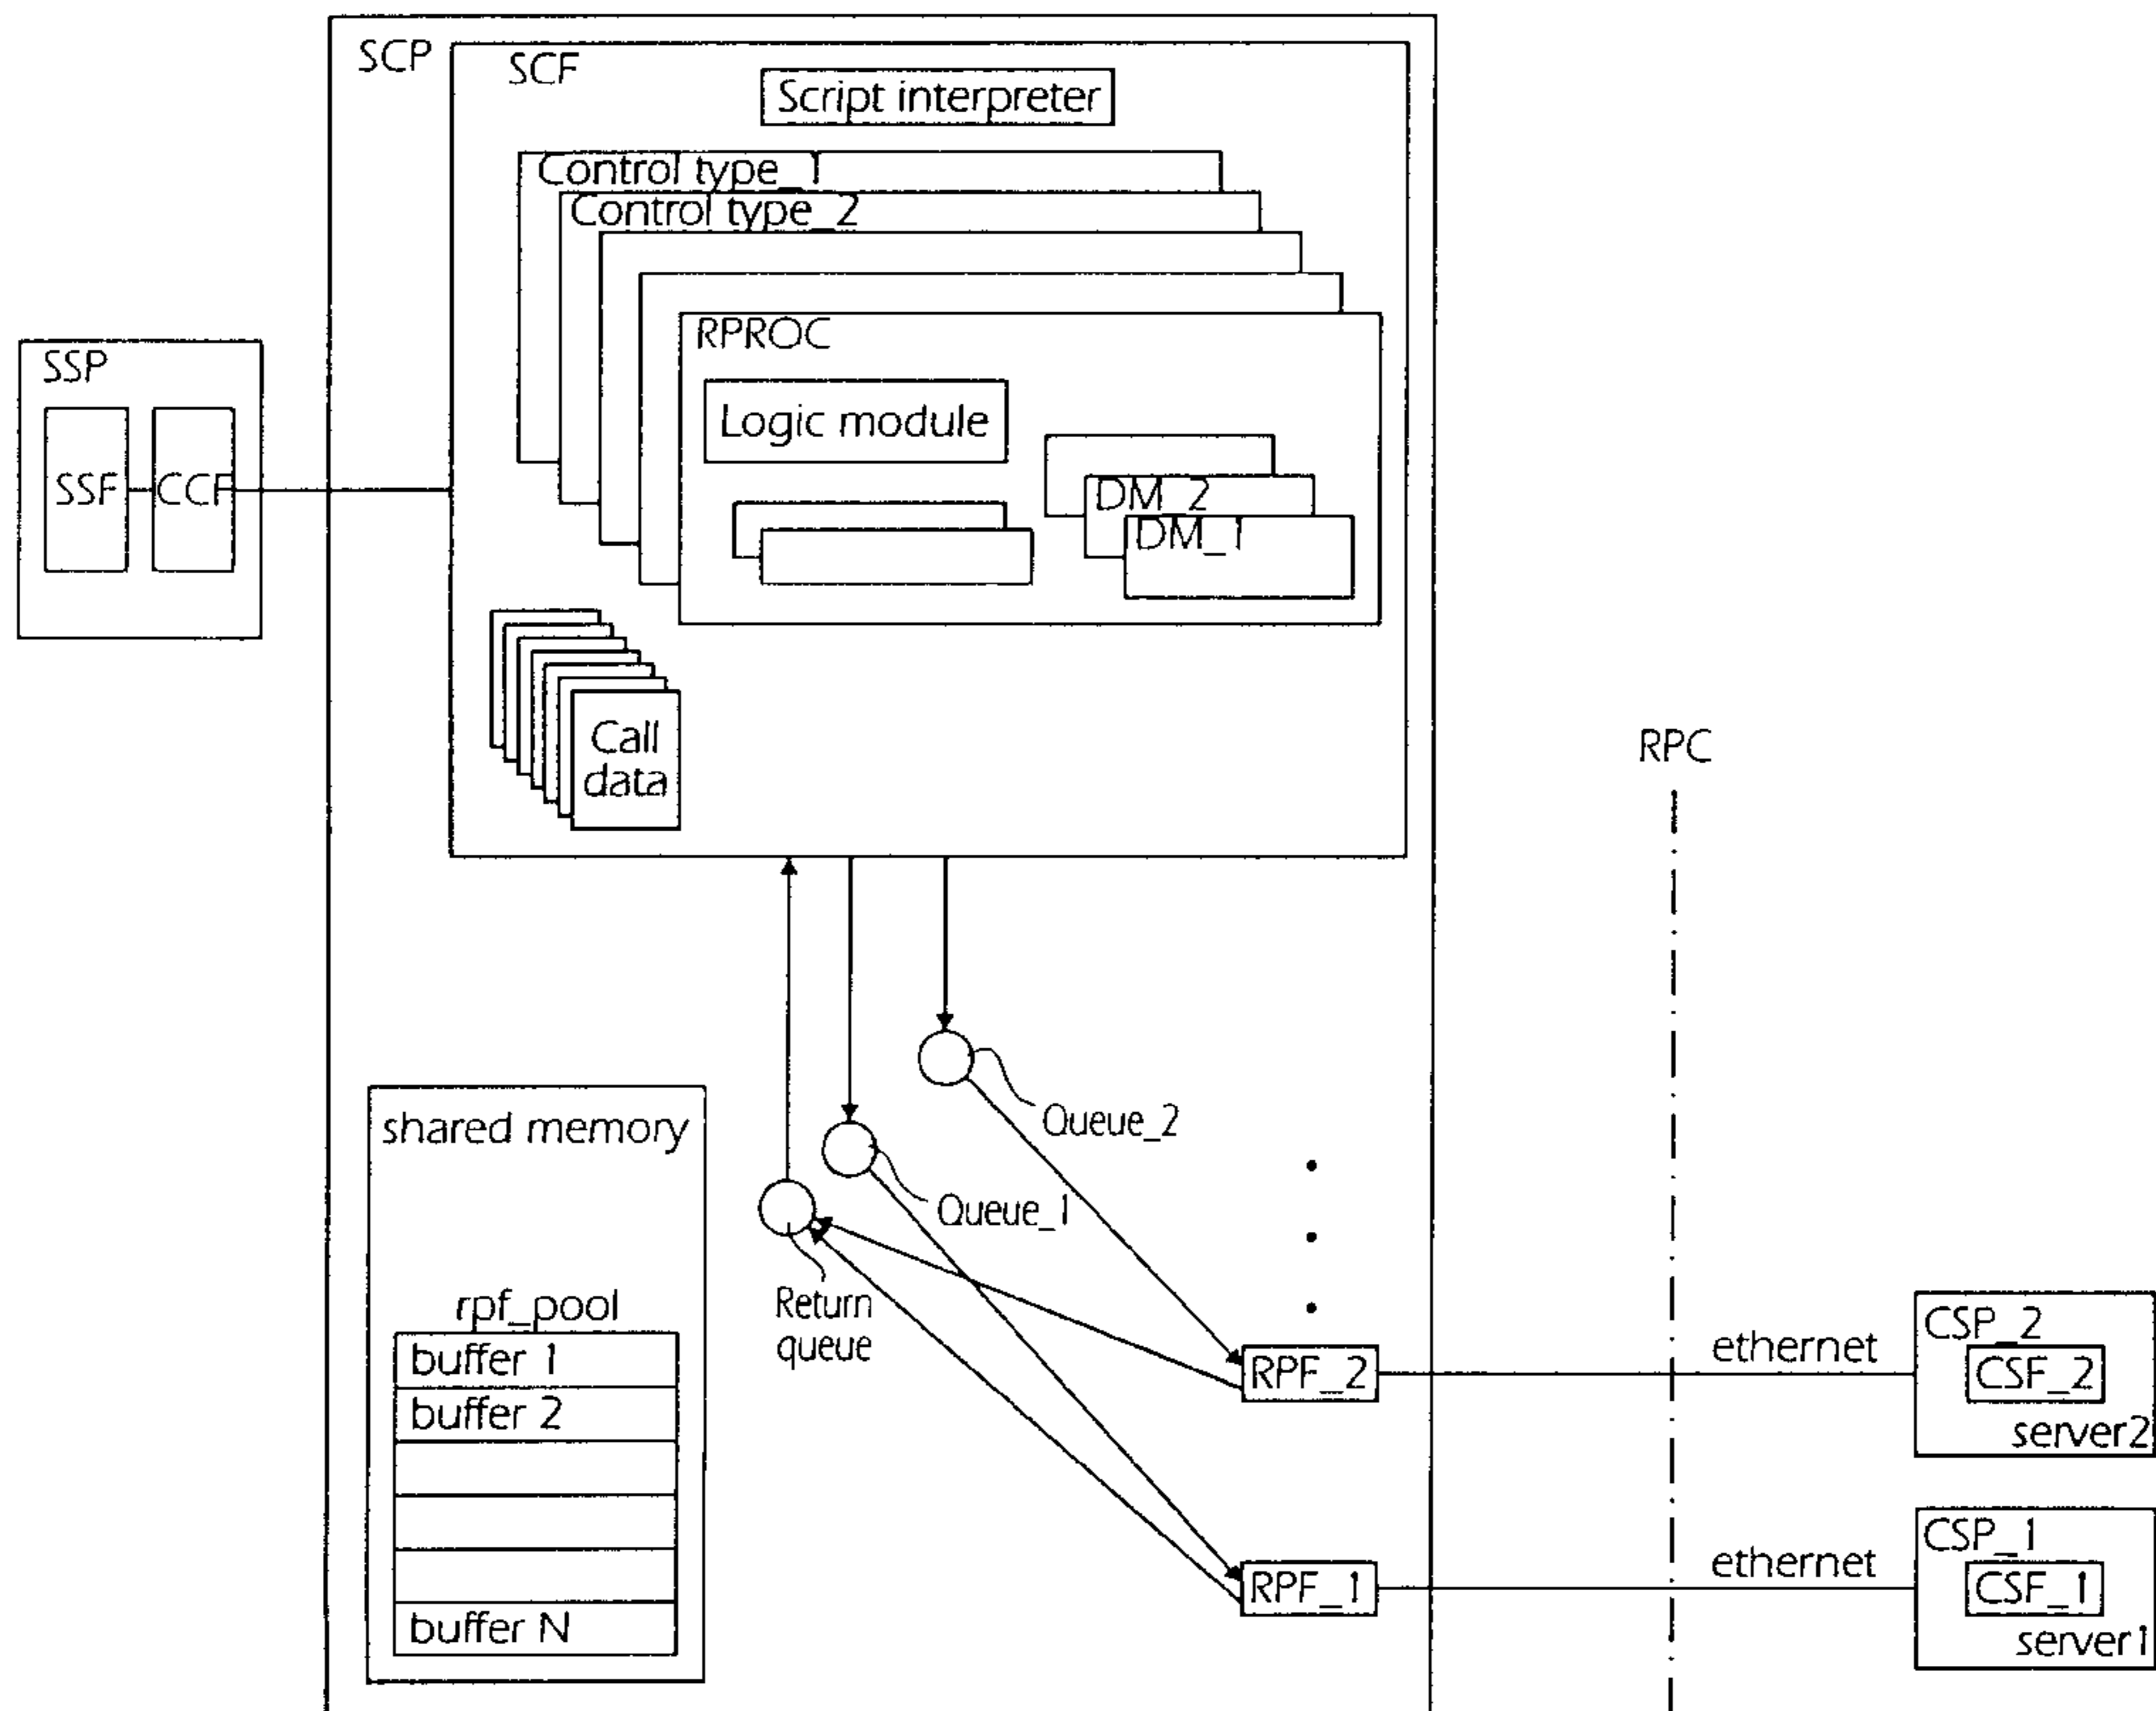 SCP
SCF
Script interpreter
Control type_1
Control type_2
RPROC
SSP
Logic module
SSF
CCF
DM_2
DM_1
Call
data
RPC
shared memory
Queue_2
Queue_1
rpf_pool
Return
queue
buffer 1
buffer 2
buffer N
RPF_2
ethernet
CSP_2
CSF_2
server2
RPF_1
ethernet
CSP_1
CSF_1
server1